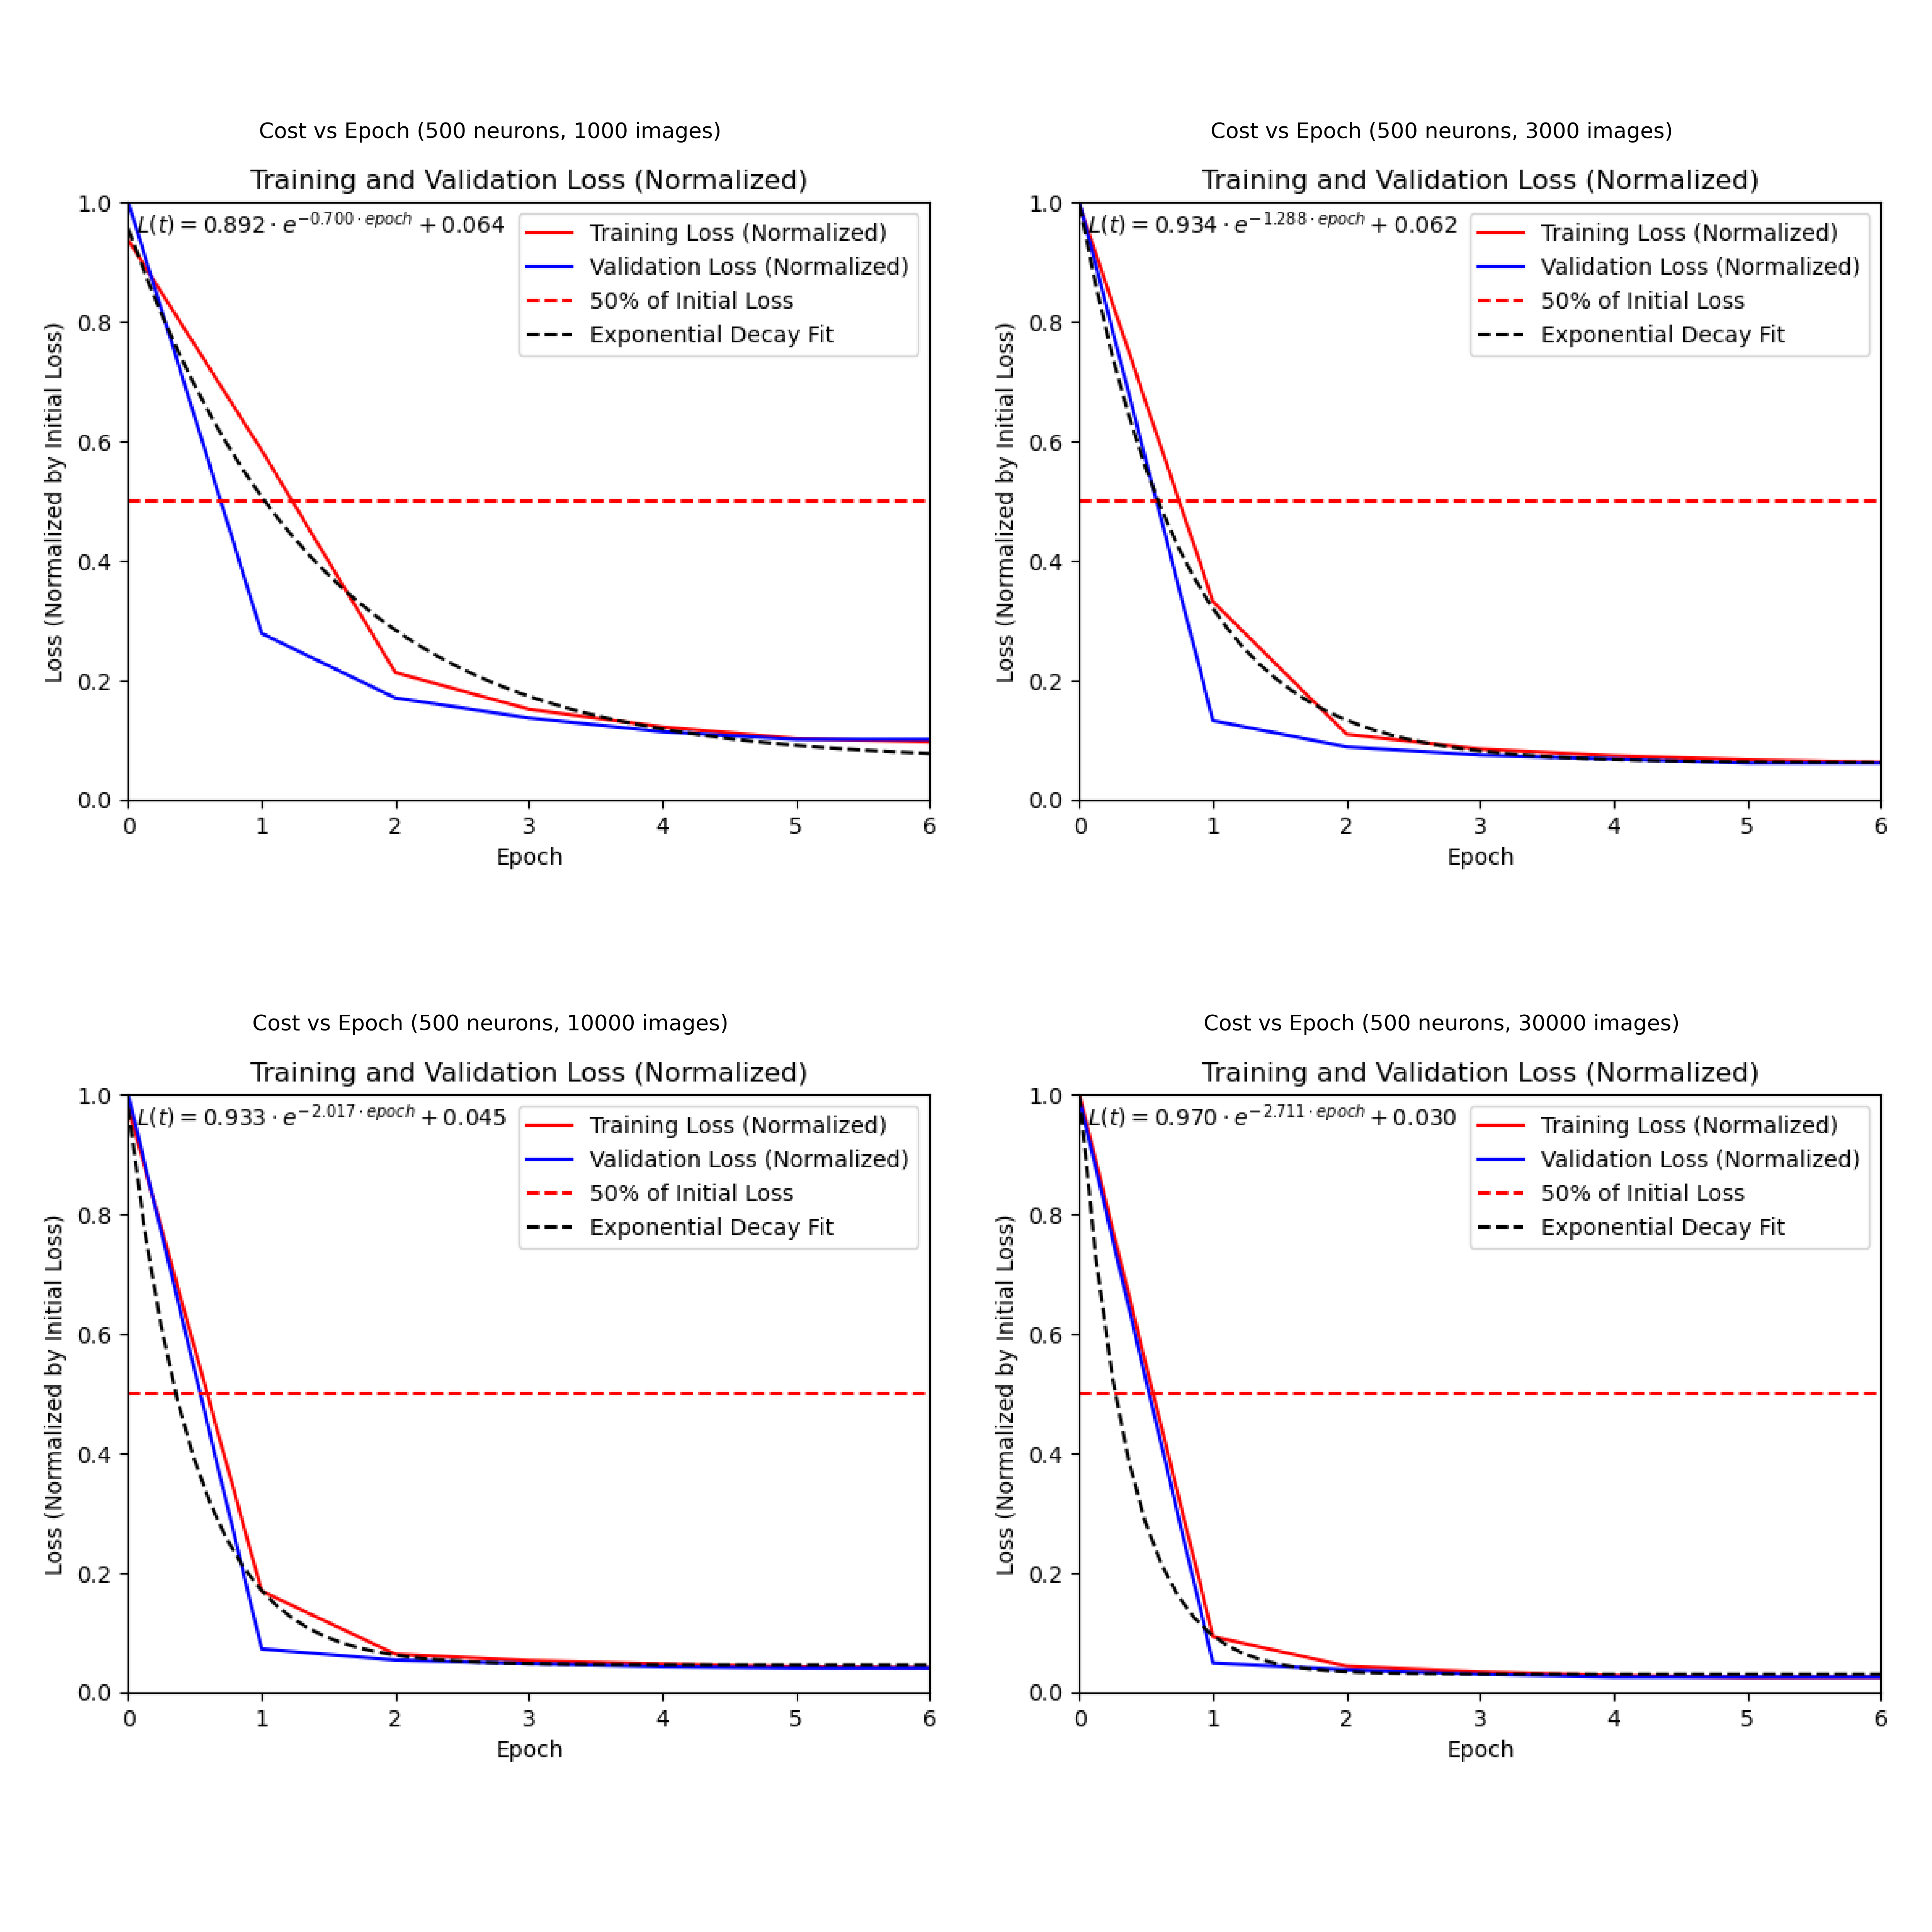 Cost vs Epoch (500 neurons, 1000 images)
Training and Validation Loss (Normalized)
L(t) = 0.892 · e^{−0.700 · epoch} + 0.064
Training Loss (Normalized)
Validation Loss (Normalized)
50% of Initial Loss
Exponential Decay Fit
Loss (Normalized by Initial Loss)
1.0
0.8
0.6
0.4
0.2
0.0
0 1 2 3 4 5 6
Epoch
Cost vs Epoch (500 neurons, 3000 images)
Training and Validation Loss (Normalized)
L(t) = 0.934 · e^{−1.288 · epoch} + 0.062
Training Loss (Normalized)
Validation Loss (Normalized)
50% of Initial Loss
Exponential Decay Fit
Loss (Normalized by Initial Loss)
1.0
0.8
0.6
0.4
0.2
0.0
0 1 2 3 4 5 6
Epoch
Cost vs Epoch (500 neurons, 10000 images)
Training and Validation Loss (Normalized)
L(t) = 0.933 · e^{−2.017 · epoch} + 0.045
Training Loss (Normalized)
Validation Loss (Normalized)
50% of Initial Loss
Exponential Decay Fit
Loss (Normalized by Initial Loss)
1.0
0.8
0.6
0.4
0.2
0.0
0 1 2 3 4 5 6
Epoch
Cost vs Epoch (500 neurons, 30000 images)
Training and Validation Loss (Normalized)
L(t) = 0.970 · e^{−2.711 · epoch} + 0.030
Training Loss (Normalized)
Validation Loss (Normalized)
50% of Initial Loss
Exponential Decay Fit
Loss (Normalized by Initial Loss)
1.0
0.8
0.6
0.4
0.2
0.0
0 1 2 3 4 5 6
Epoch